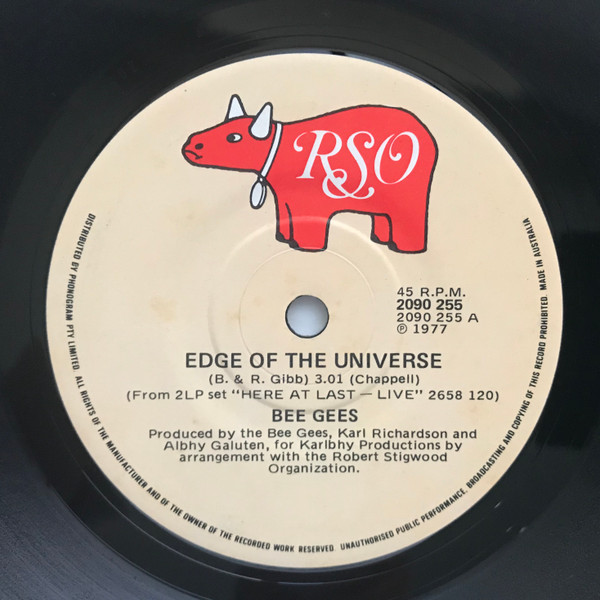 RSO
45 R.P.M.
2090 255
2090 255 A
℗ 1977
EDGE OF THE UNIVERSE
(B. & R. Gibb) 3.01 (Chappell)
(From 2LP set "HERE AT LAST — LIVE" 2658 120)
BEE GEES
Produced by the Bee Gees, Karl Richardson and
Albhy Galuten, for Karlbhy Productions by
arrangement with the Robert Stigwood
Organization.
DISTRIBUTED BY PHONOGRAM PTY LIMITED. ALL RIGHTS OF THE MANUFACTURER AND OF THE OWNER OF THE RECORDED WORK RESERVED. UNAUTHORISED PUBLIC PERFORMANCE, BROADCASTING AND COPYING OF THIS RECORD PROHIBITED. MADE IN AUSTRALIA